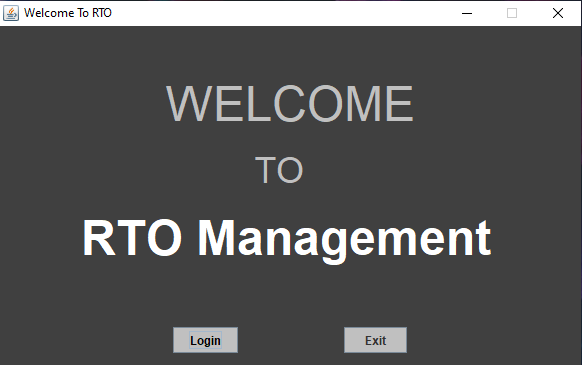 Welcome To RTO
WELCOME
TO
RTO Management
Login Exit